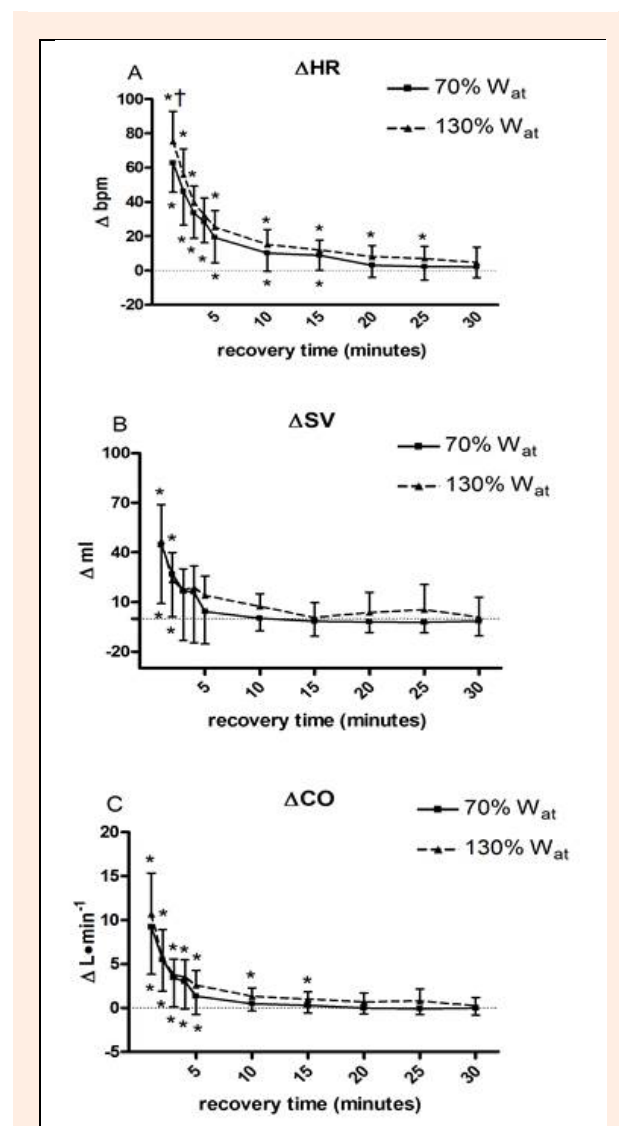 A
ΔHR
70% Wat
130% Wat
* †
100
*
80
*
60
*
40
*
20
* * * *
0
* * * * * * *
-20
Δ bpm
5 10 15 20 25 30
recovery time (minutes)
B
ΔSV
70% Wat
130% Wat
100
*
70
*
40
10
* *
-20
Δ ml
5 10 15 20 25 30
recovery time (minutes)
C
ΔCO
70% Wat
130% Wat
20
*
15
*
10
* * *
5
* *
0
* * * * *
-5
Δ L•min-1
5 10 15 20 25 30
recovery time (minutes)